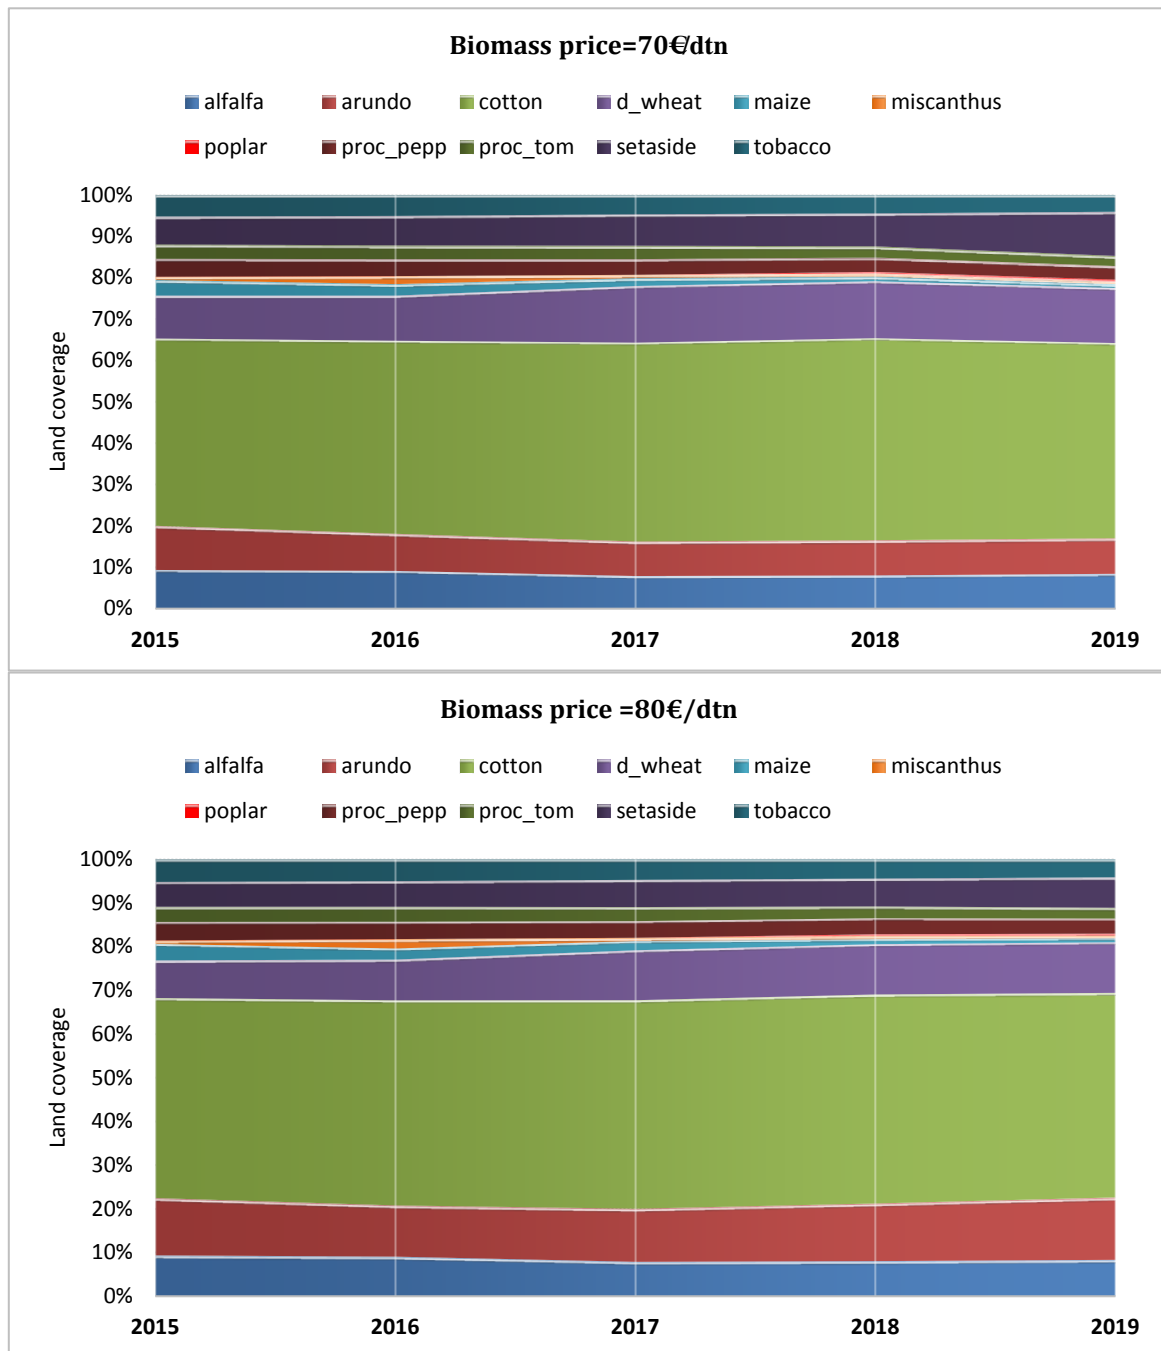 Biomass price=70€/dtn
alfalfa arundo cotton d_wheat maize miscanthus
poplar proc_pepp proc_tom setaside tobacco
100%
90%
80%
70%
60%
50%
40%
30%
20%
10%
0%
Land coverage
2015 2016 2017 2018 2019
Biomass price =80€/dtn
alfalfa arundo cotton d_wheat maize miscanthus
poplar proc_pepp proc_tom setaside tobacco
100%
90%
80%
70%
60%
50%
40%
30%
20%
10%
0%
Land coverage
2015 2016 2017 2018 2019